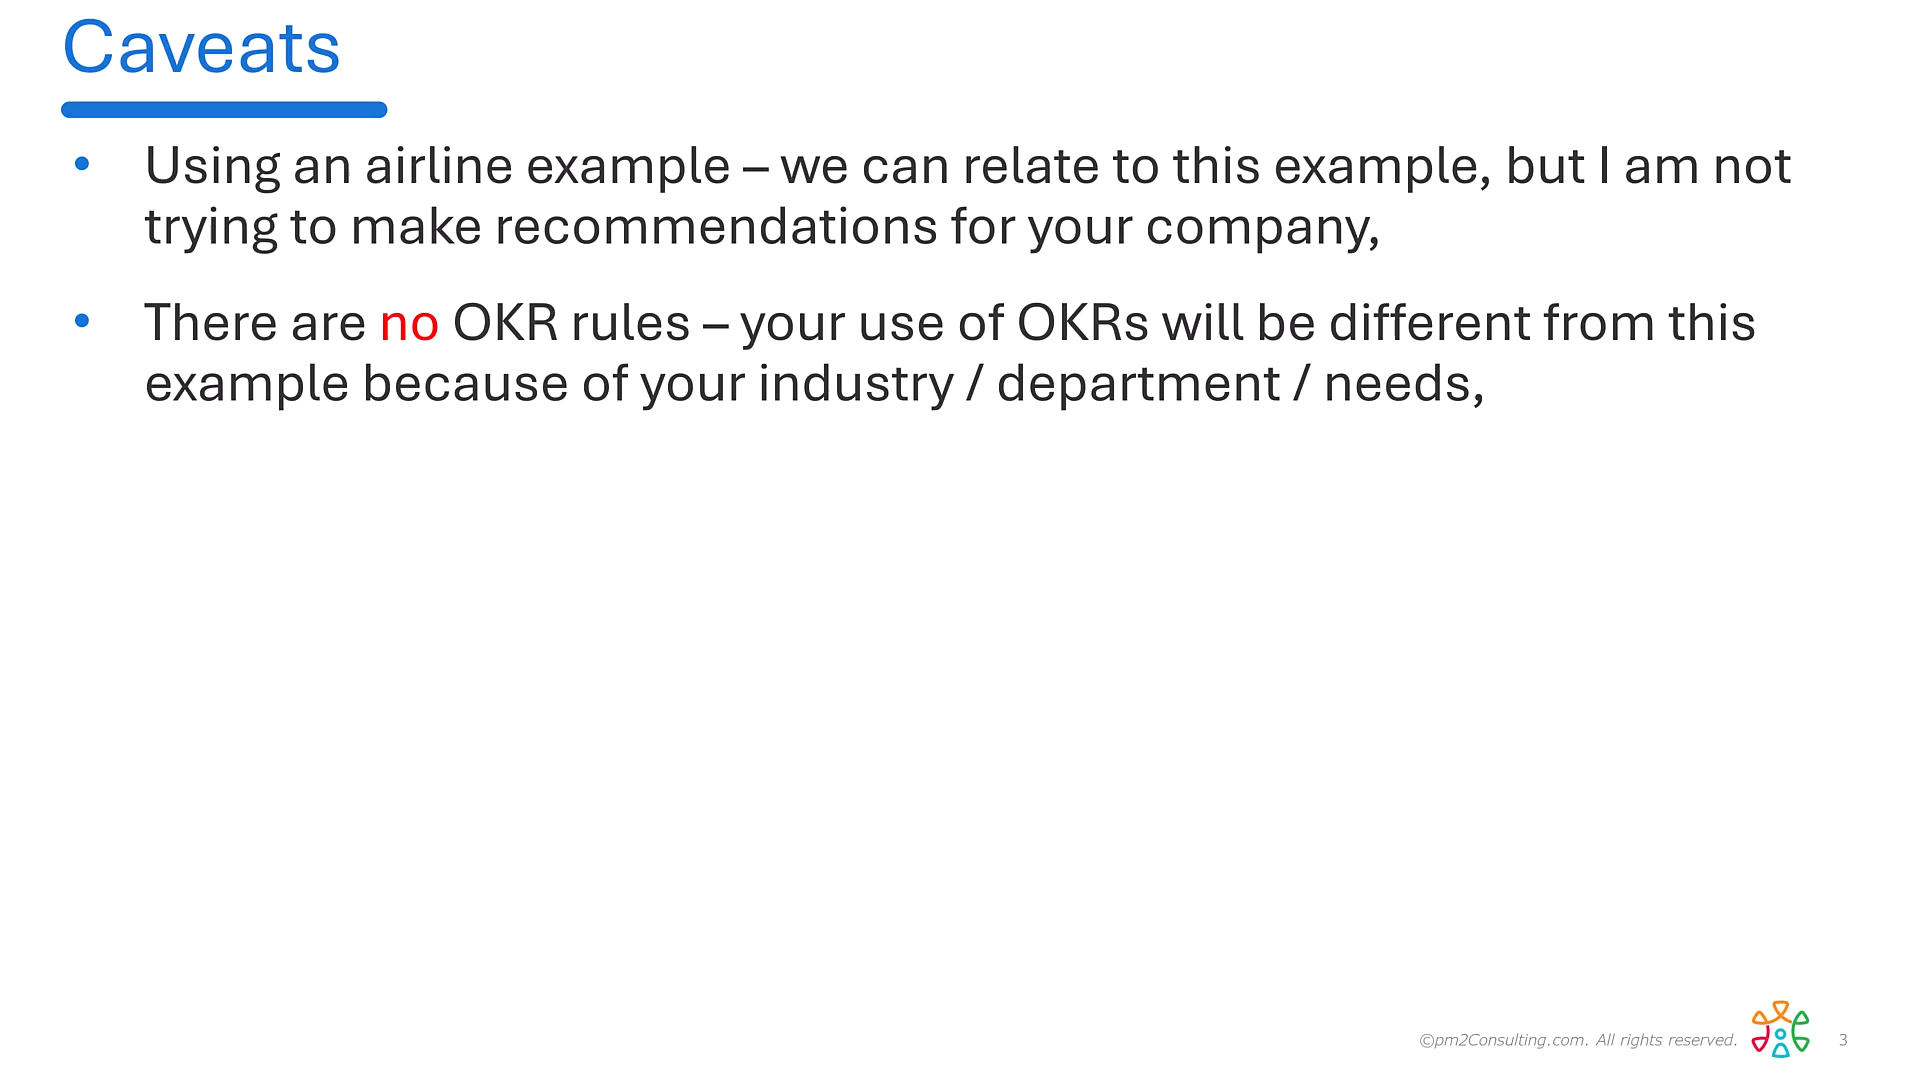 Caveats
• Using an airline example – we can relate to this example, but I am not
trying to make recommendations for your company,
• There are no OKR rules – your use of OKRs will be different from this
example because of your industry / department / needs,
©pm2Consulting.com. All rights reserved.
3